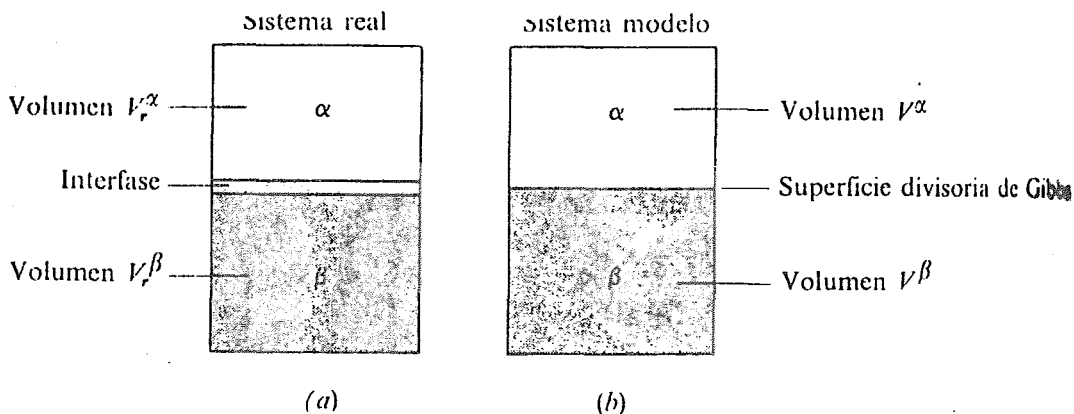 Sistema real
Sistema modelo
Volumen V_r^α
α
α
Volumen V^α
Interfase
Superficie divisoria de Gibbs
Volumen V_r^β
β
β
Volumen V^β
(a)
(b)